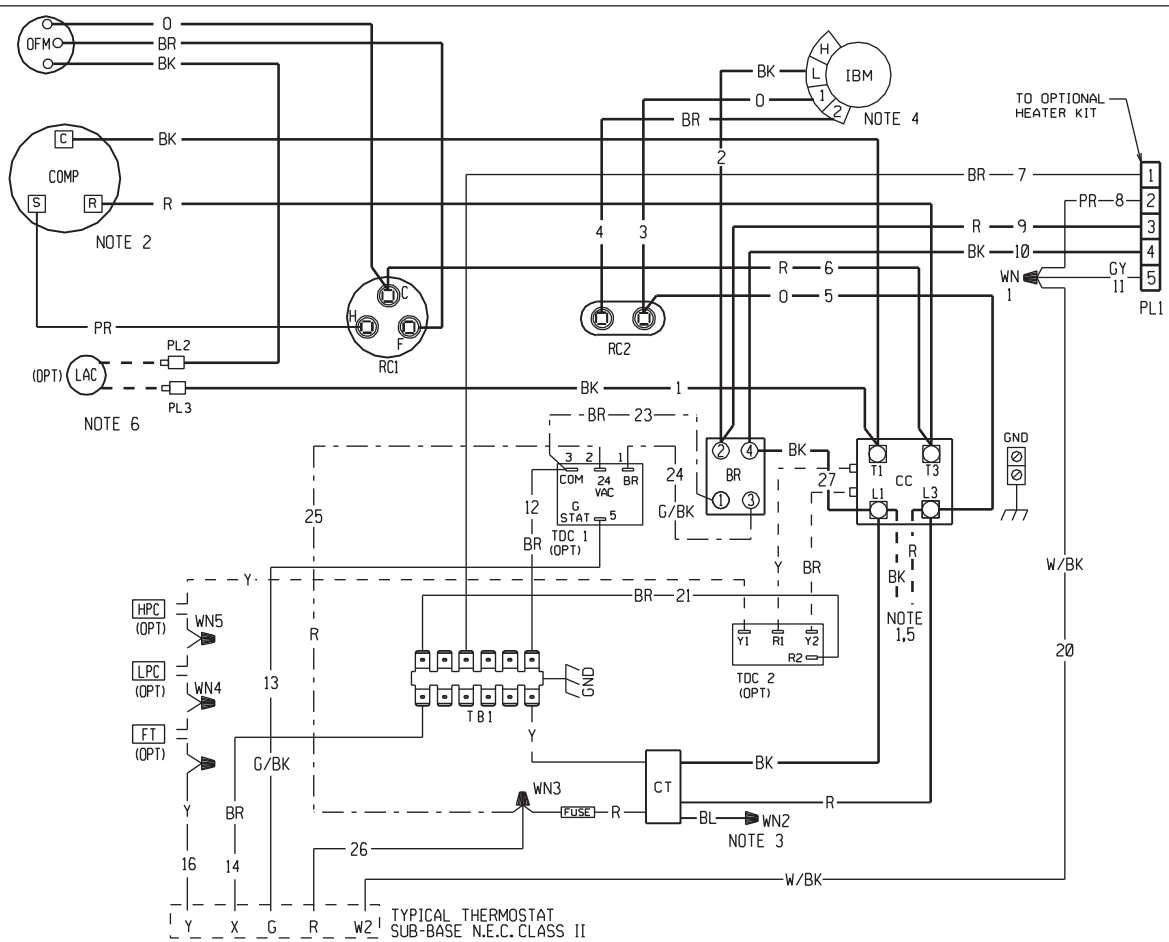 O
OFM
BR
BK
H
L
1
2
IBM
NOTE 4
BK
O
BR
2
TO OPTIONAL
HEATER KIT
C
COMP
S
R
NOTE 2
BK
R
BR 7
1
PR 8
2
R 9
3
BK 10
4
GY
11
5
WN
1
PL1
4
3
R 6
O 5
C
H
F
RC1
RC2
PR
PL2
(OPT) LAC
PL3
NOTE 6
BK 1
BR 23
3 2 1
COM 24 BR
VAC
G
STAT 5
TDC 1
(OPT)
24
G/BK
2 4
BR
1 3
BK
27
T1 T3
CC
L1 L3
GND
25
12
BR
BK
R
NOTE
1,5
Y
BR
W/BK
Y
HPC
(OPT)
WN5
BR 21
Y1 R1 Y2
R2
TDC 2
(OPT)
R
LPC
(OPT)
WN4
13
GND
TB1
20
FT
(OPT)
G/BK
Y
BK
CT
WN3
FUSE
R
R
BL
WN2
NOTE 3
Y
BR
26
16
14
W/BK
Y X G R W2
TYPICAL THERMOSTAT
SUB-BASE N.E.C. CLASS II